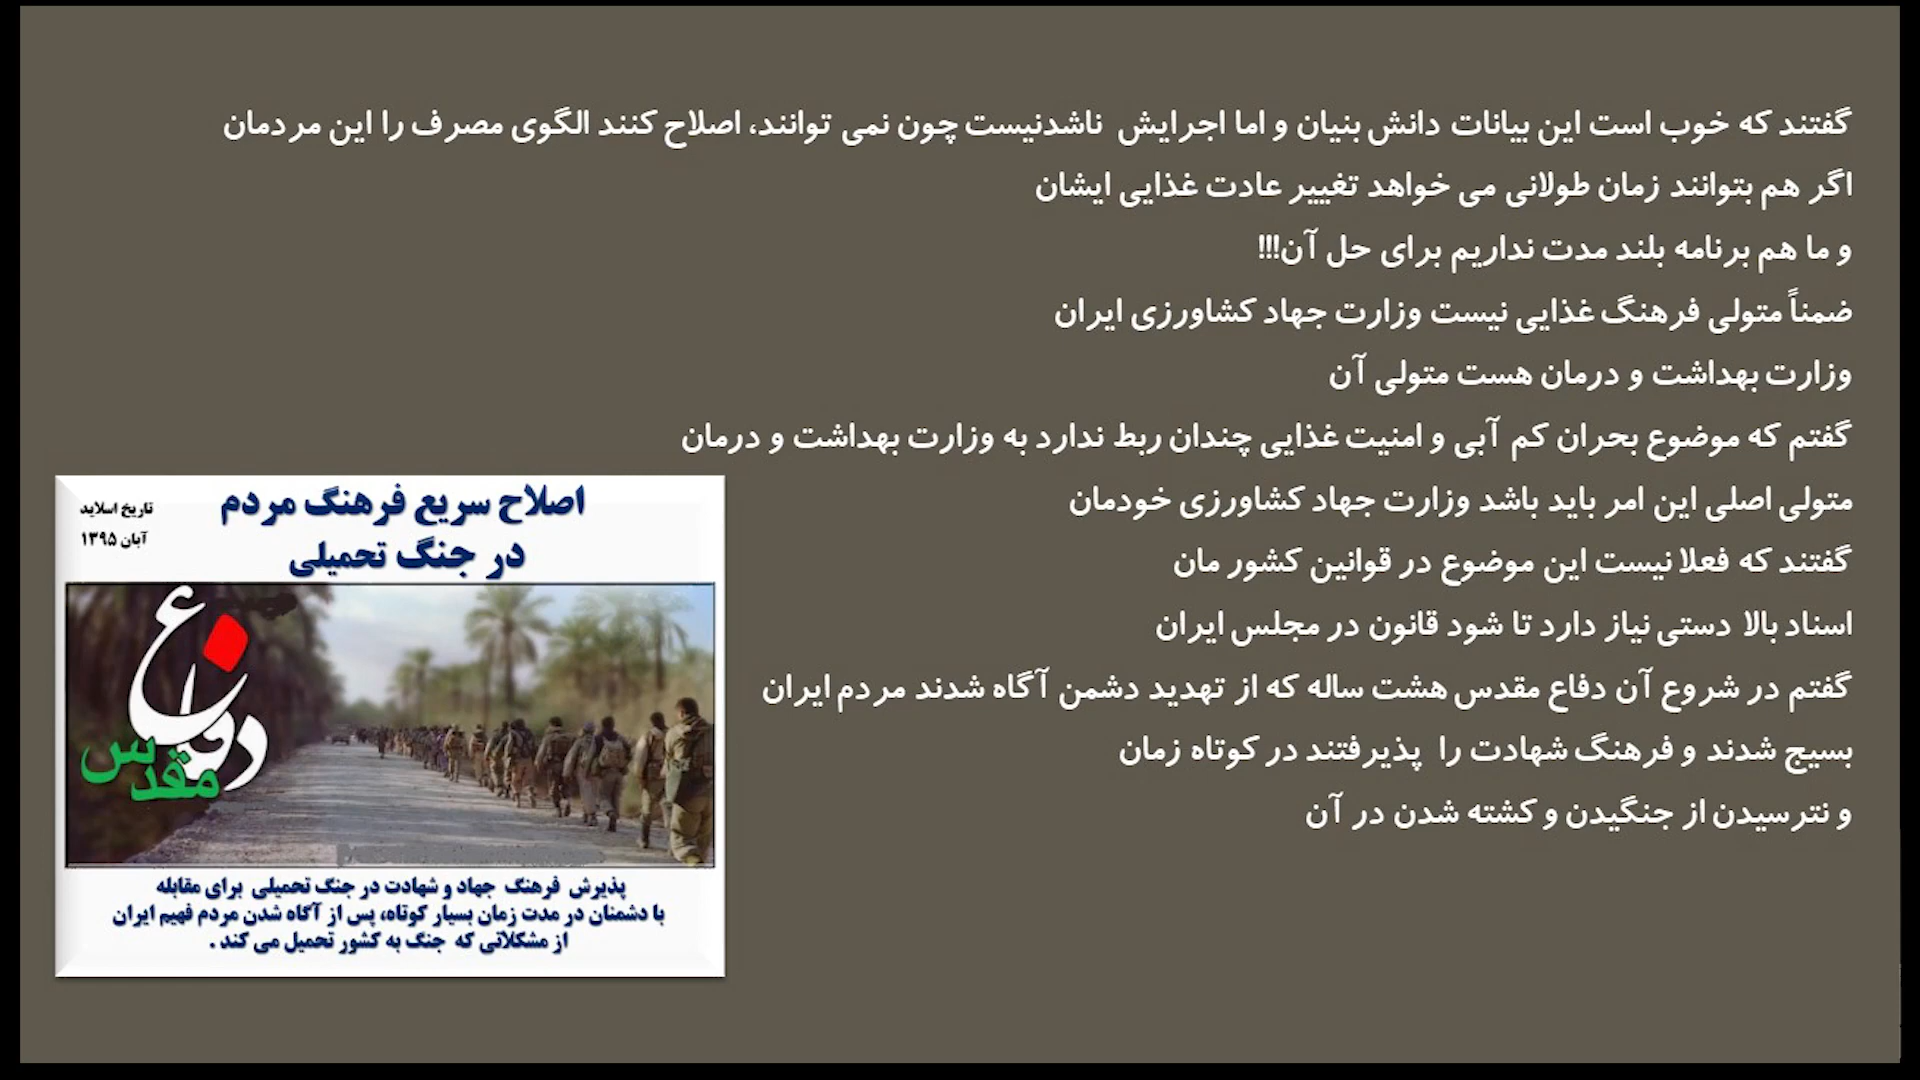 گفتند که خوب است این بیانات دانش بنیان و اما اجرایش ناشدنیست چون نمی توانند، اصلاح کنند الگوی مصرف را این مردمان
اگر هم بتوانند زمان طولانی می خواهد تغییر عادت غذایی ایشان
و ما هم برنامه بلند مدت نداریم برای حل آن!!!
ضمناً متولی فرهنگ غذایی نیست وزارت جهاد کشاورزی ایران
وزارت بهداشت و درمان هست متولی آن
گفتم که موضوع بحران کم آبی و امنیت غذایی چندان ربط ندارد به وزارت بهداشت و درمان
متولی اصلی این امر باید باشد وزارت جهاد کشاورزی خودمان
گفتند که فعلا نیست این موضوع در قوانین کشور مان
اسناد بالا دستی نیاز دارد تا شود قانون در مجلس ایران
گفتم در شروع آن دفاع مقدس هشت ساله که از تهدید دشمن آگاه شدند مردم ایران
بسیج شدند و فرهنگ شهادت را پذیرفتند در کوتاه زمان
و نترسیدن از جنگیدن و کشته شدن در آن
اصلاح سریع فرهنگ مردم
در جنگ تحمیلی
تاریخ اسلاید
آبان ۱۳۹۵
دفاع
مقدس
پذیرش فرهنگ جهاد و شهادت در جنگ تحمیلی برای مقابله
با دشمنان در مدت زمان بسیار کوتاه، پس از آگاه شدن مردم فهیم ایران
از مشکلاتی که جنگ به کشور تحمیل می کند .